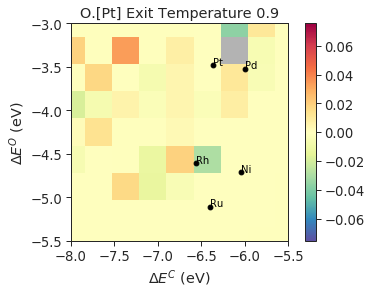 O.[Pt] Exit Temperature 0.9
−3.0
−3.5
−4.0
−4.5
−5.0
−5.5
ΔE^O (eV)
Pt
Pd
Rh
Ni
Ru
−8.0 −7.5 −7.0 −6.5 −6.0 −5.5
ΔE^C (eV)
0.06
0.04
0.02
0.00
−0.02
−0.04
−0.06